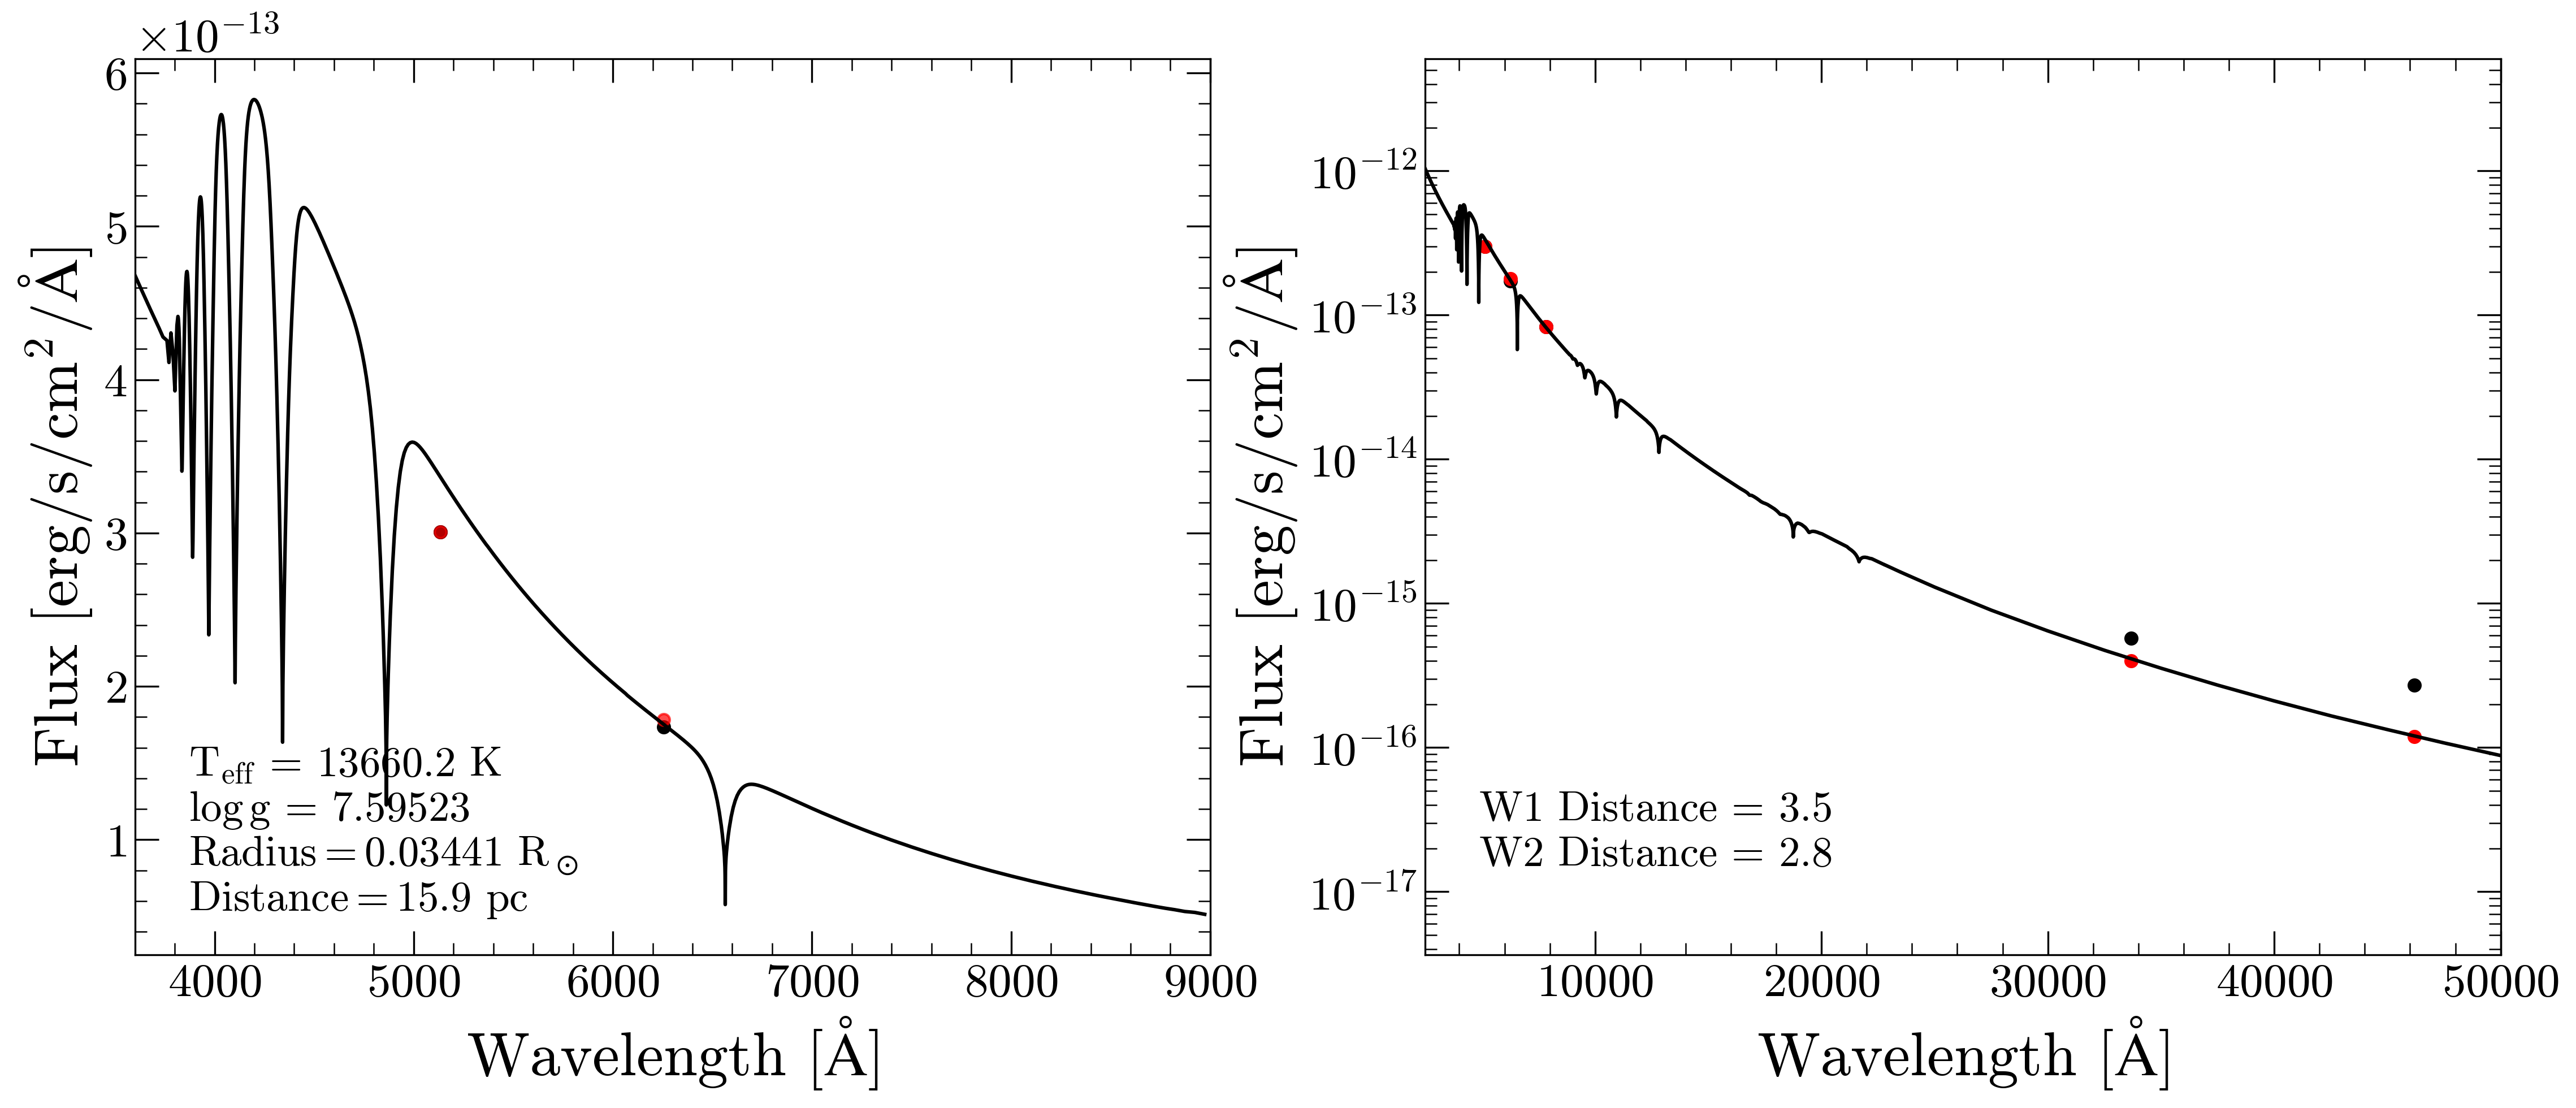 ×10⁻¹³
6
5
4
3
2
1
Flux [erg/s/cm²/Å]
T_eff = 13660.2 K
log g = 7.59523
Radius = 0.03441 R_⊙
Distance = 15.9 pc
4000 5000 6000 7000 8000 9000
Wavelength [Å]
10⁻¹²
10⁻¹³
10⁻¹⁴
10⁻¹⁵
10⁻¹⁶
10⁻¹⁷
Flux [erg/s/cm²/Å]
W1 Distance = 3.5
W2 Distance = 2.8
10000 20000 30000 40000 50000
Wavelength [Å]